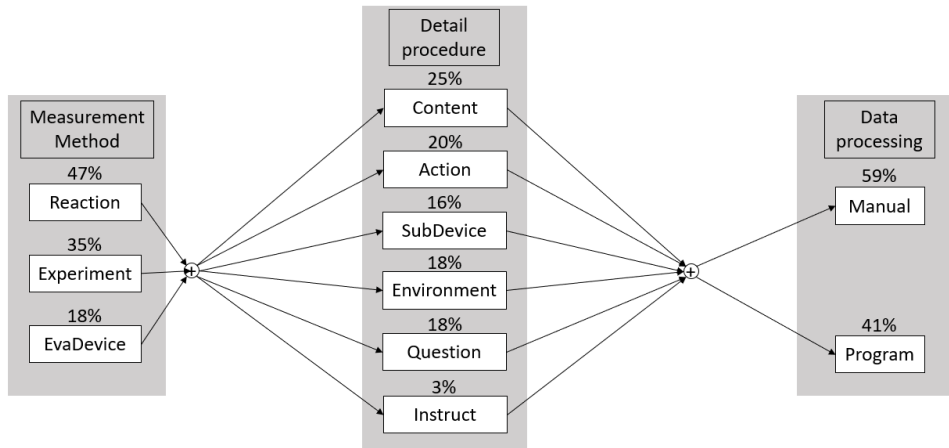 Measurement
Method
47%
Reaction
35%
Experiment
18%
EvaDevice
+
Detail
procedure
25%
Content
20%
Action
16%
SubDevice
18%
Environment
18%
Question
3%
Instruct
+
Data
processing
59%
Manual
41%
Program